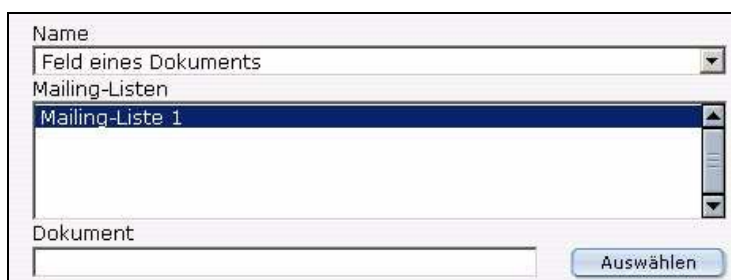 Name
Feld eines Dokuments
Mailing-Listen
Mailing-Liste 1
Dokument
Auswählen